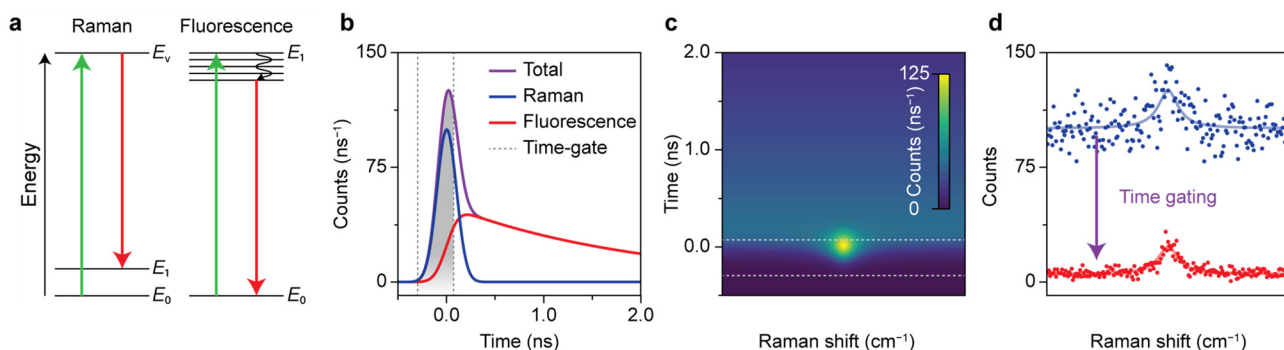 a
Raman
Fluorescence
Eᵥ
E₁
Energy
E₁
E₀
E₀
b
150
75
0
Counts (ns⁻¹)
Total
Raman
Fluorescence
Time-gate
0.0
1.0
2.0
Time (ns)
c
2.0
1.0
0.0
Time (ns)
125
0
Counts (ns⁻¹)
Raman shift (cm⁻¹)
d
150
75
0
Counts
Time gating
Raman shift (cm⁻¹)